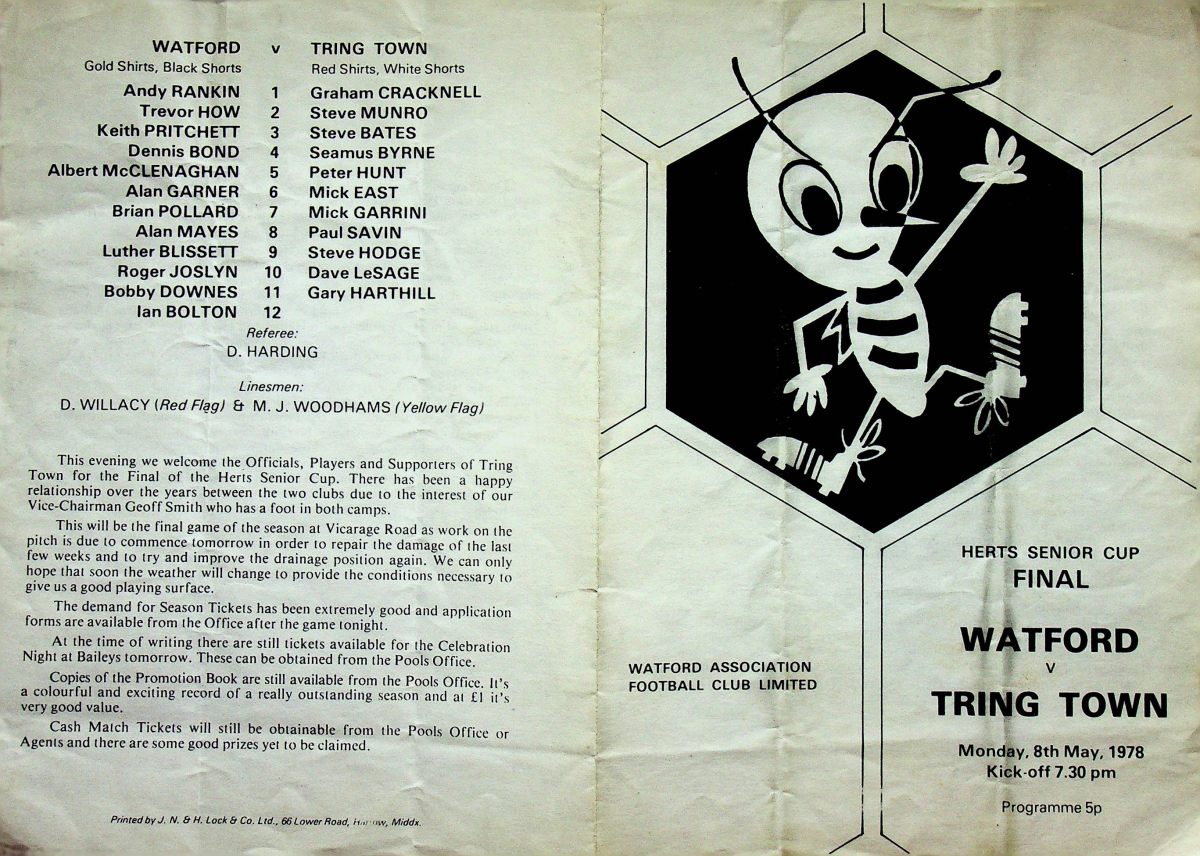 WATFORD v TRING TOWN
Gold Shirts, Black Shorts Red Shirts, White Shorts
Andy RANKIN 1 Graham CRACKNELL
Trevor HOW 2 Steve MUNRO
Keith PRITCHETT 3 Steve BATES
Dennis BOND 4 Seamus BYRNE
Albert McCLENAGHAN 5 Peter HUNT
Alan GARNER 6 Mick EAST
Brian POLLARD 7 Mick GARRINI
Alan MAYES 8 Paul SAVIN
Luther BLISSETT 9 Steve HODGE
Roger JOSLYN 10 Dave LeSAGE
Bobby DOWNES 11 Gary HARTHILL
Ian BOLTON 12
Referee:
D. HARDING
Linesmen:
D. WILLACY (Red Flag) & M. J. WOODHAMS (Yellow Flag)
This evening we welcome the Officials, Players and Supporters of Tring
Town for the Final of the Herts Senior Cup. There has been a happy
relationship over the years between the two clubs due to the interest of our
Vice-Chairman Geoff Smith who has a foot in both camps.
This will be the final game of the season at Vicarage Road as work on the
pitch is due to commence tomorrow in order to repair the damage of the last
few weeks and to try and improve the drainage position again. We can only
hope that soon the weather will change to provide the conditions necessary to
give us a good playing surface.
The demand for Season Tickets has been extremely good and application
forms are available from the Office after the game tonight.
At the time of writing there are still tickets available for the Celebration
Night at Baileys tomorrow. These can be obtained from the Pools Office.
Copies of the Promotion Book are still available from the Pools Office. It's
a colourful and exciting record of a really outstanding season and at £1 it's
very good value.
Cash Match Tickets will still be obtainable from the Pools Office or
Agents and there are some good prizes yet to be claimed.
Printed by J. N. & H. Lock & Co. Ltd., 66 Lower Road, Middx.
WATFORD ASSOCIATION
FOOTBALL CLUB LIMITED
HERTS SENIOR CUP
FINAL
WATFORD
v
TRING TOWN
Monday, 8th May, 1978
Kick-off 7.30 pm
Programme 5p